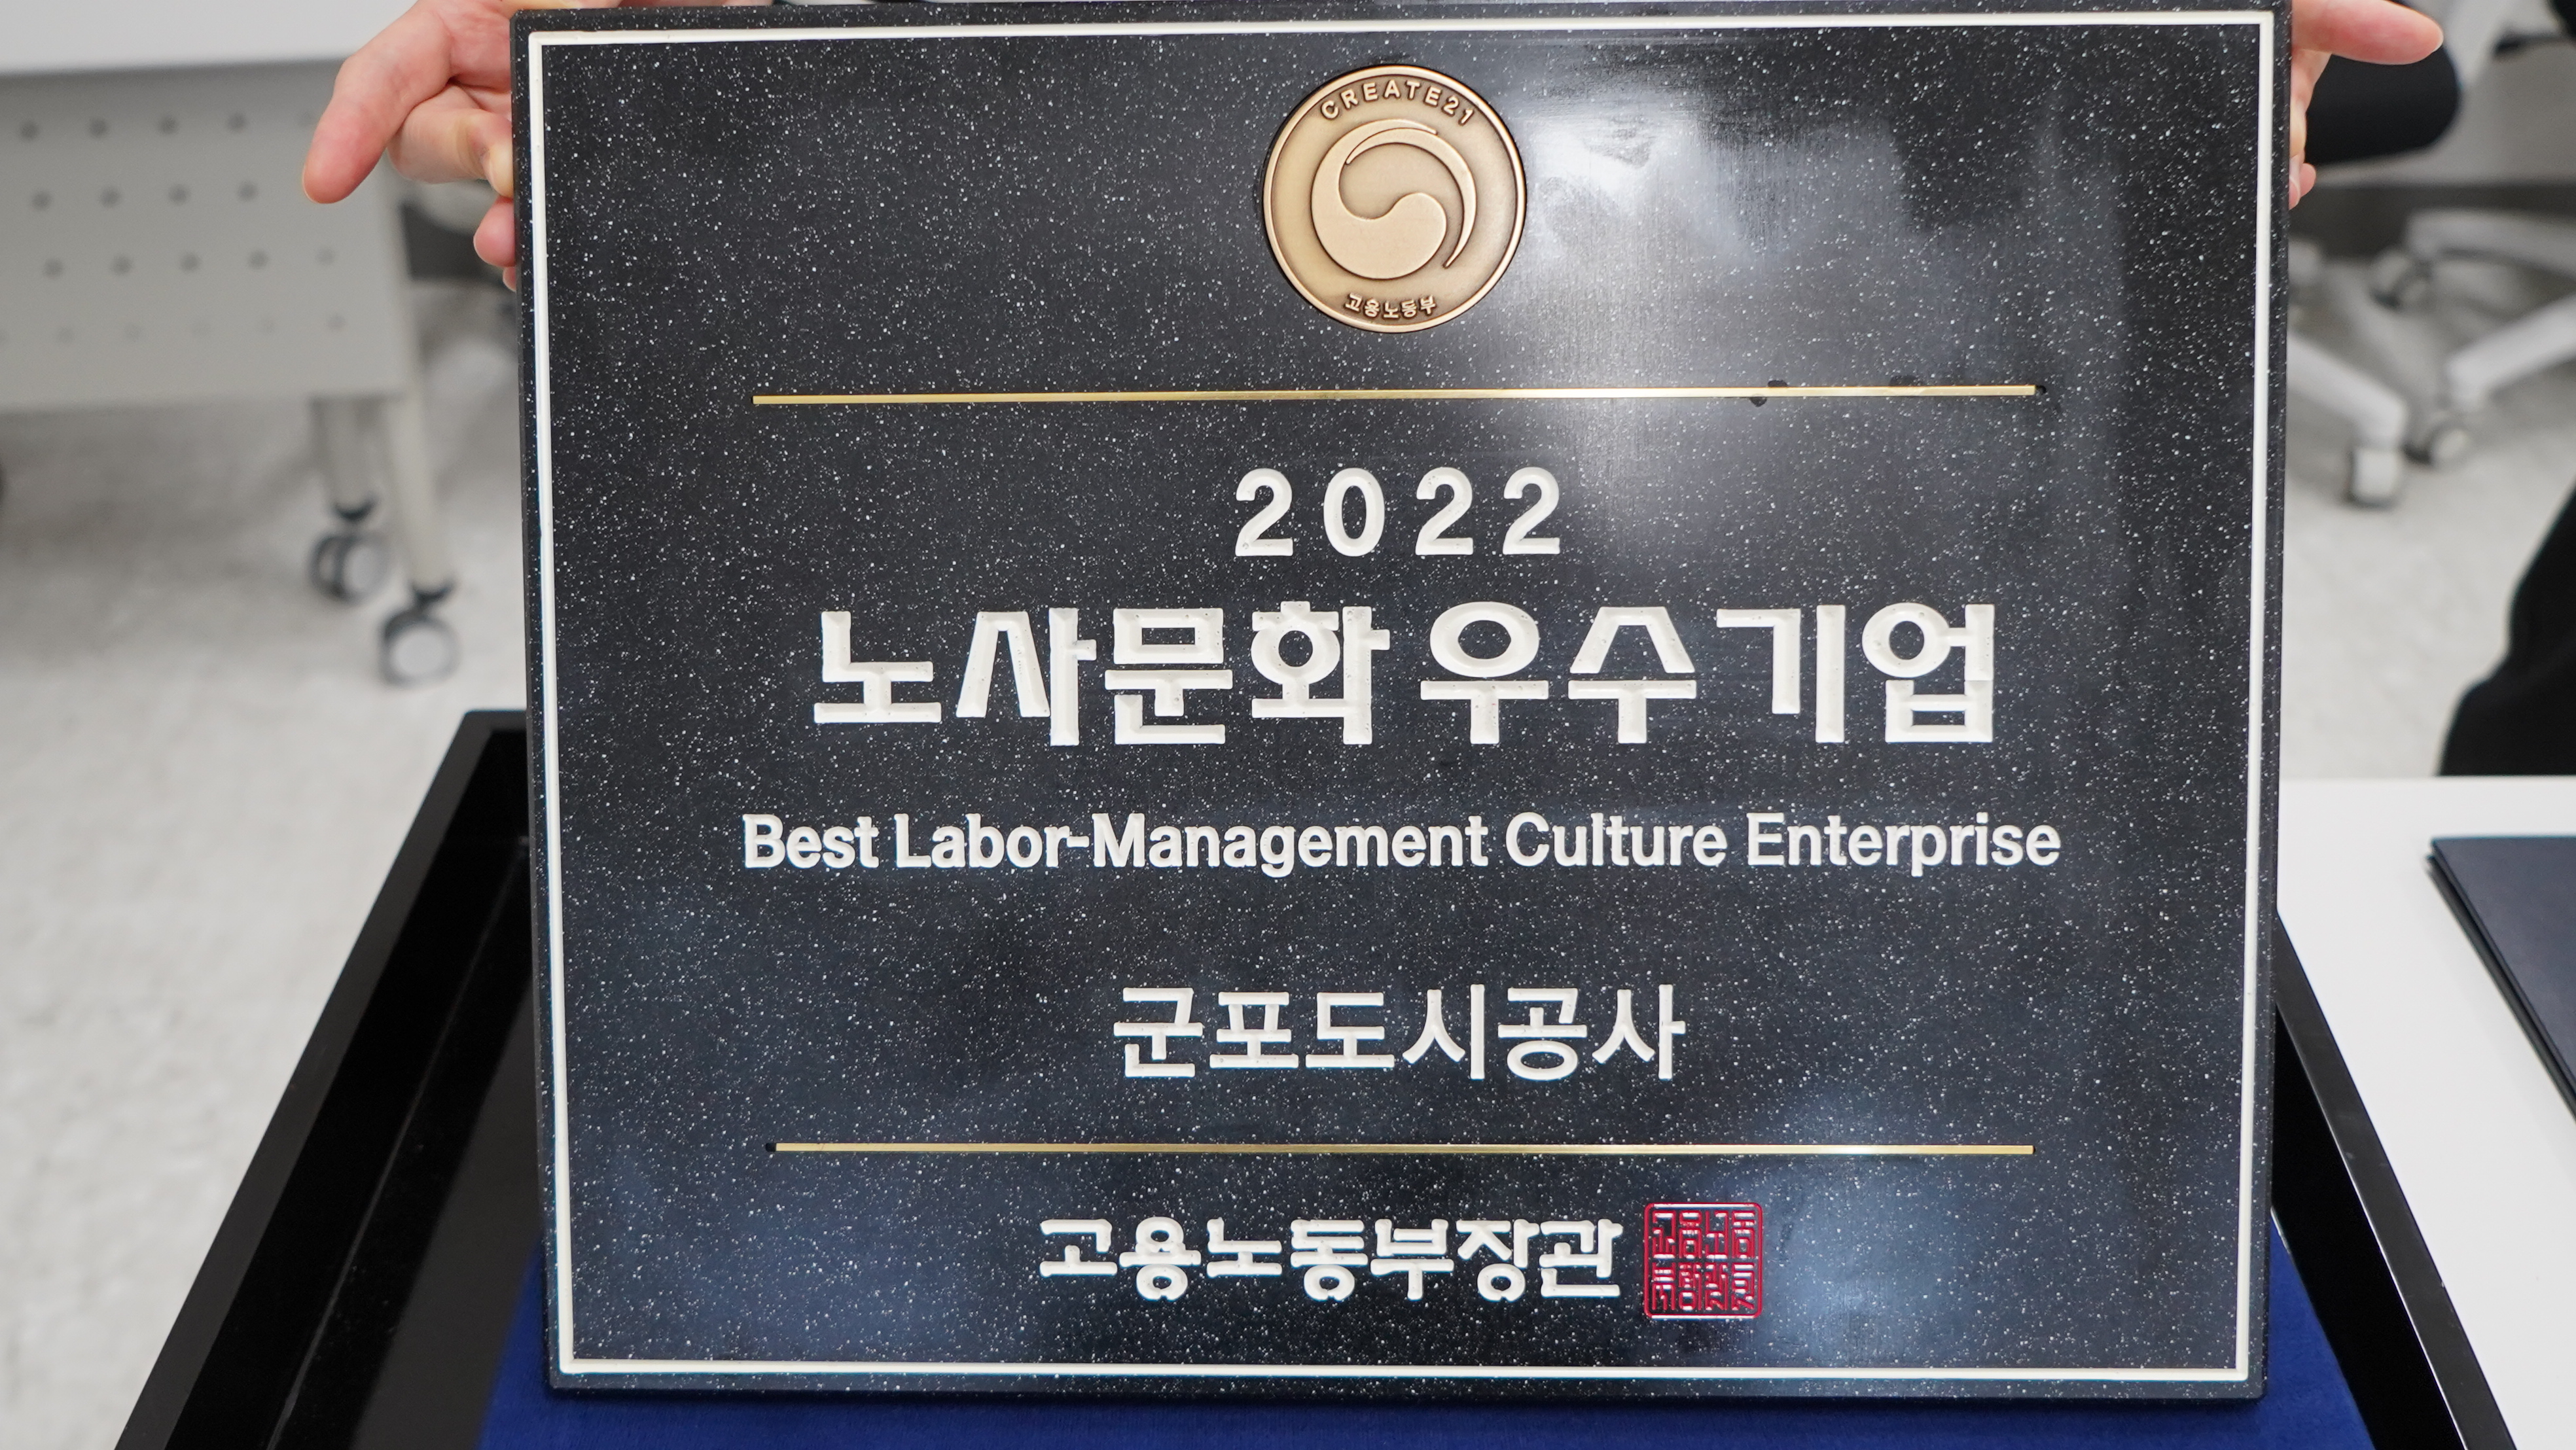 CREATE21
고용노동부
2022
노사문화 우수기업
Best Labor-Management Culture Enterprise
군포도시공사
고용노동부장관